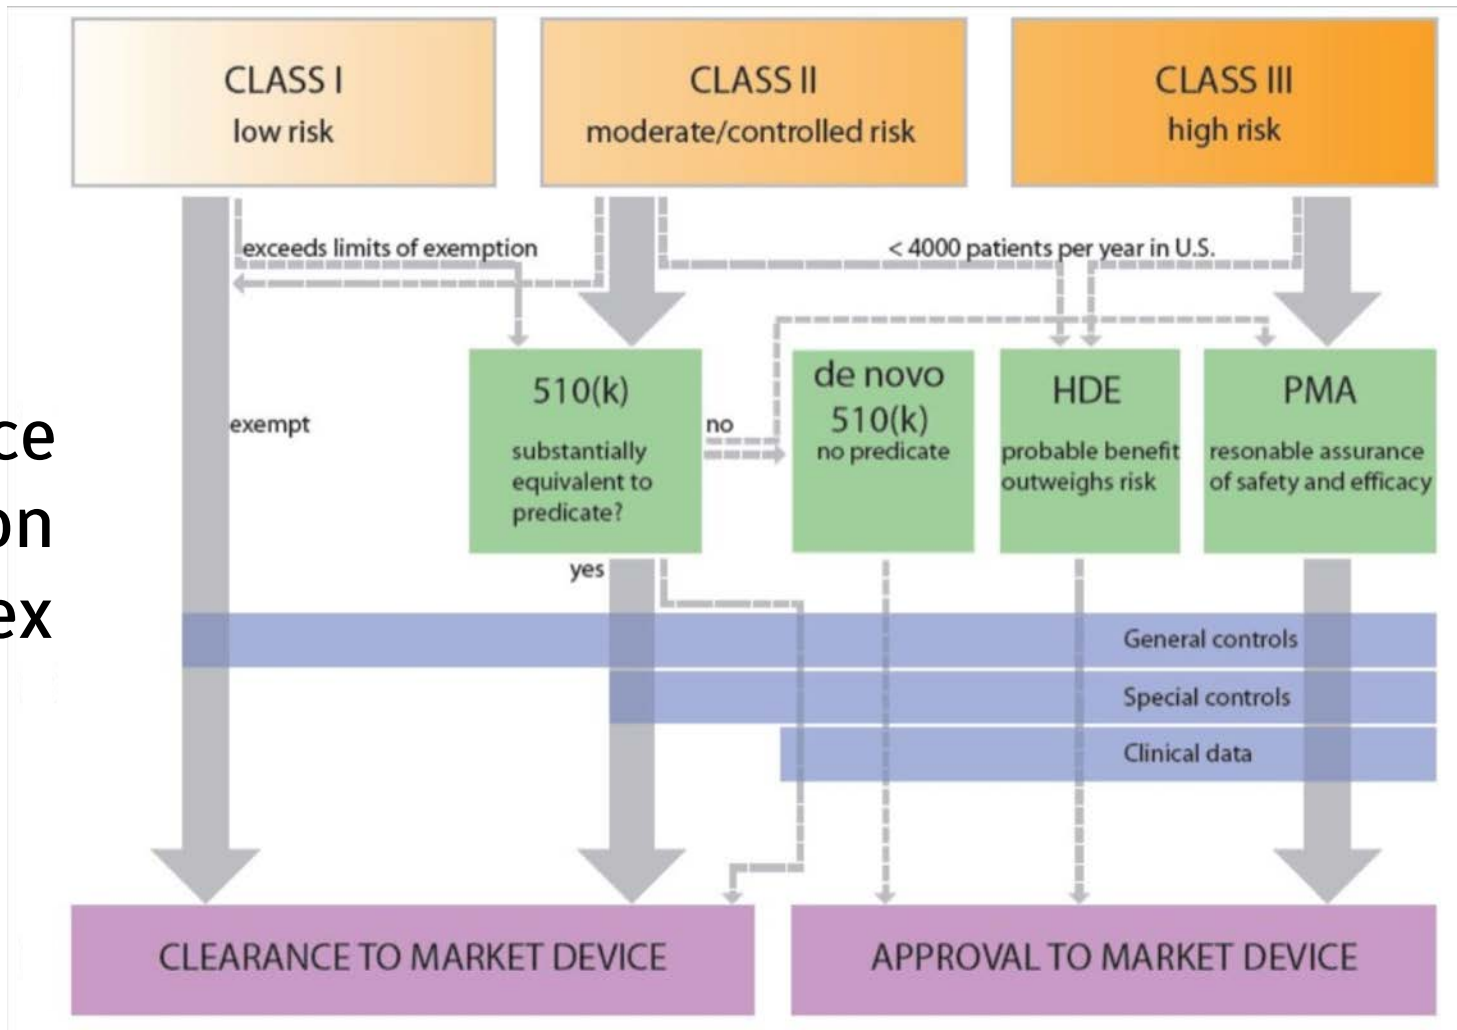 CLASS I
low risk
CLASS II
moderate/controlled risk
CLASS III
high risk
exceeds limits of exemption
< 4000 patients per year in U.S.
exempt
510(k)
substantially
equivalent to
predicate?
no
de novo
510(k)
no predicate
HDE
probable benefit
outweighs risk
PMA
resonable assurance
of safety and efficacy
ce
on
ex
yes
General controls
Special controls
Clinical data
CLEARANCE TO MARKET DEVICE
APPROVAL TO MARKET DEVICE